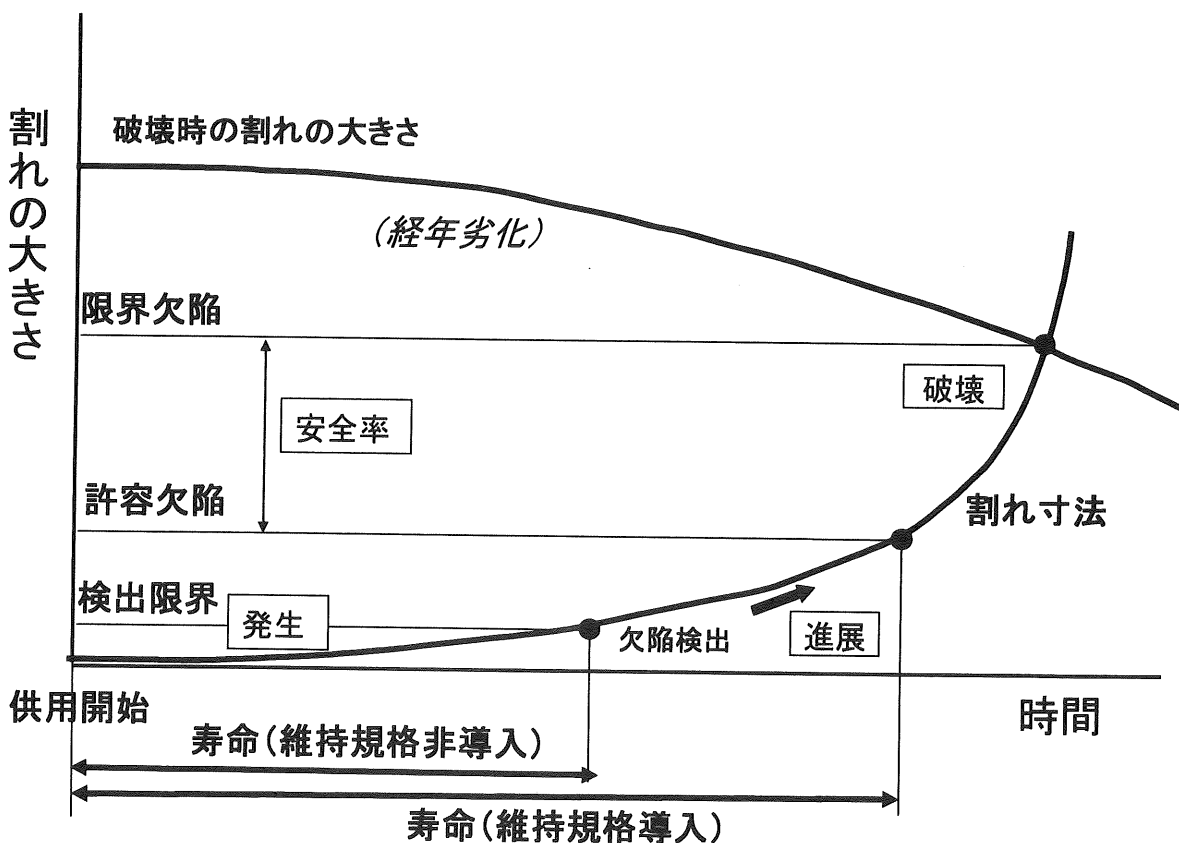 割れの大きさ
破壊時の割れの大きさ
(経年劣化)
限界欠陥
破壊
安全率
許容欠陥
割れ寸法
検出限界
発生
欠陥検出
進展
供用開始
時間
寿命(維持規格非導入)
寿命(維持規格導入)